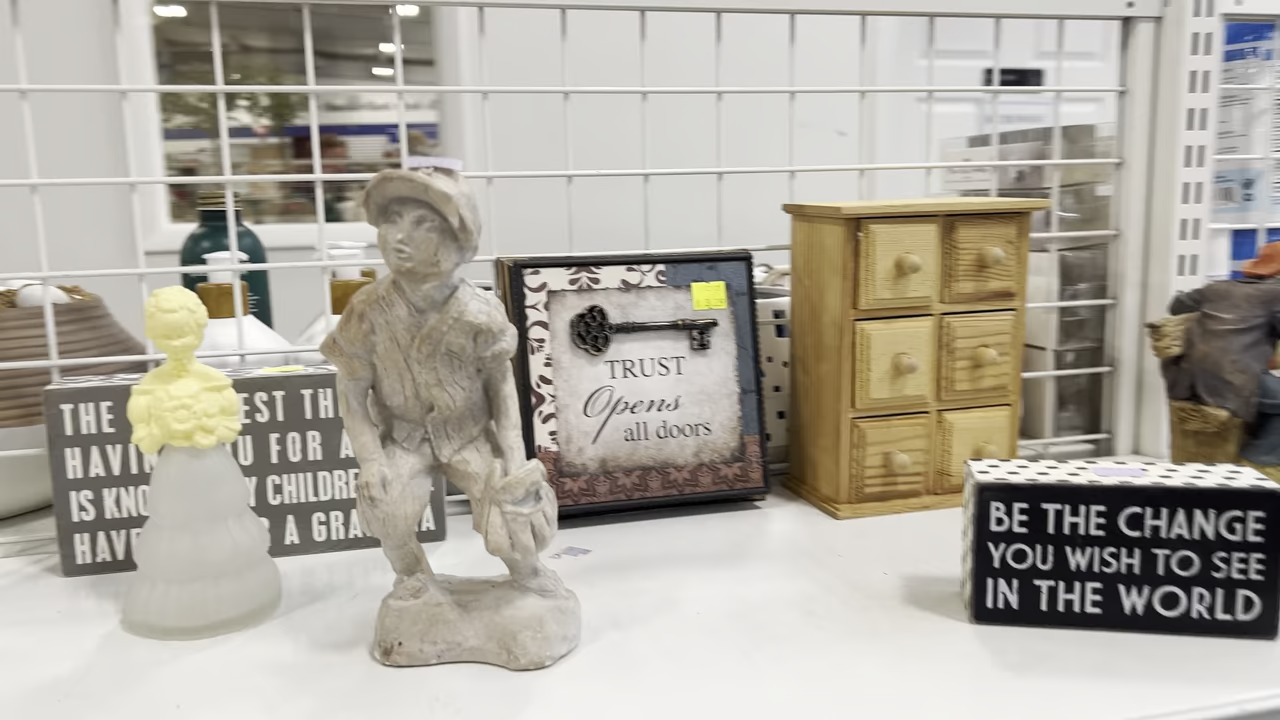 THE EST TH
HAVI U FOR A
IS KNO Y CHILDRE
HAVE A GRA A
TRUST
Opens
all doors
BE THE CHANGE
YOU WISH TO SEE
IN THE WORLD